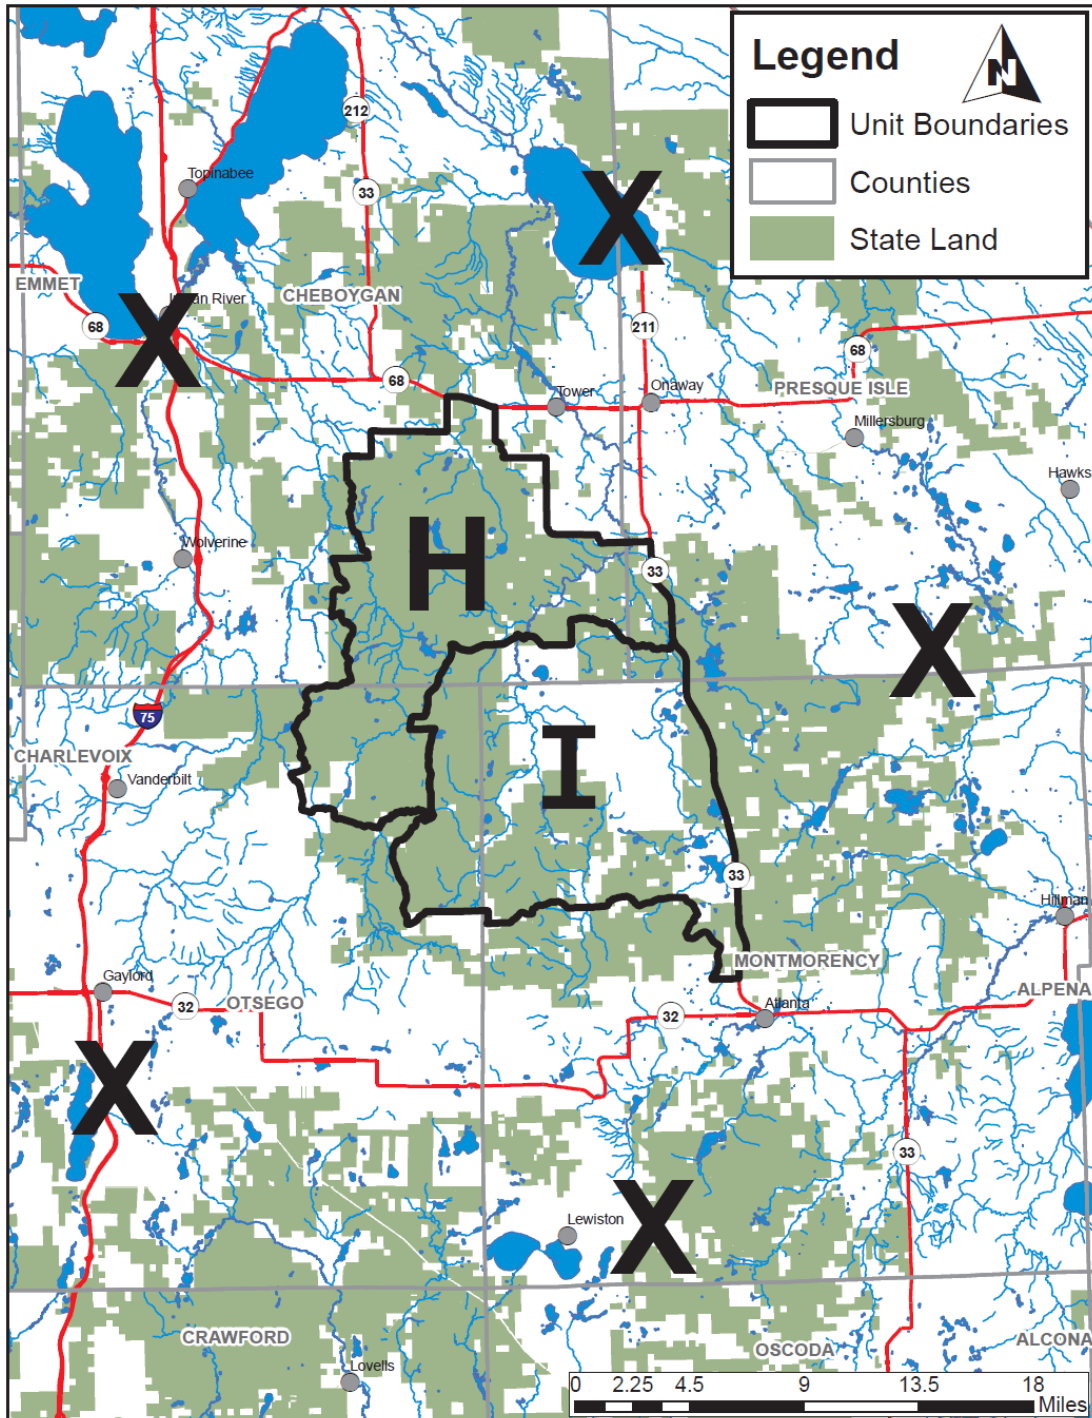 Legend
N
Unit Boundaries
Counties
State Land
212
Topinabee
33
X
EMMET
CHEBOYGAN
X
68
211
68
68
Tower
Onaway
PRESQUE ISLE
Millersburg
Hawks
Wolverine
H
33
X
75
CHARLEVOIX
I
Vanderbilt
33
Hillman
MONTMORENCY
Gaylord
32
OTSEGO
32
Atlanta
ALPENA
X
33
Lewiston
X
CRAWFORD
OSCODA
ALCONA
Lovells
0 2.25 4.5 9 13.5 18
Miles